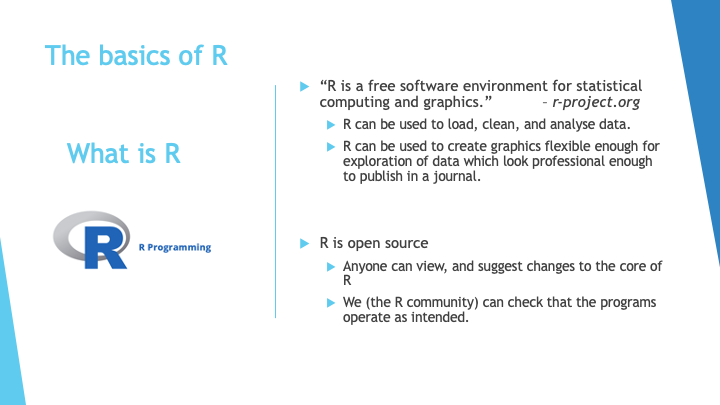 The basics of R
What is R
R Programming
“R is a free software environment for statistical
computing and graphics.” – r-project.org
R can be used to load, clean, and analyse data.
R can be used to create graphics flexible enough for
exploration of data which look professional enough
to publish in a journal.
R is open source
Anyone can view, and suggest changes to the core of
R
We (the R community) can check that the programs
operate as intended.